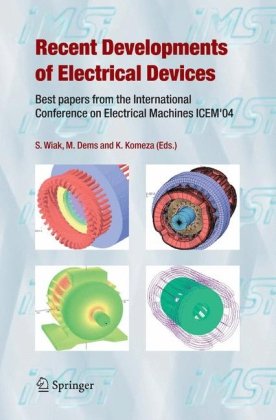 Recent Developments
of Electrical Devices
Best papers from the International
Conference on Electrical Machines ICEM'04
S. Wiak, M. Dems and K. Komeza (Eds.)
Springer